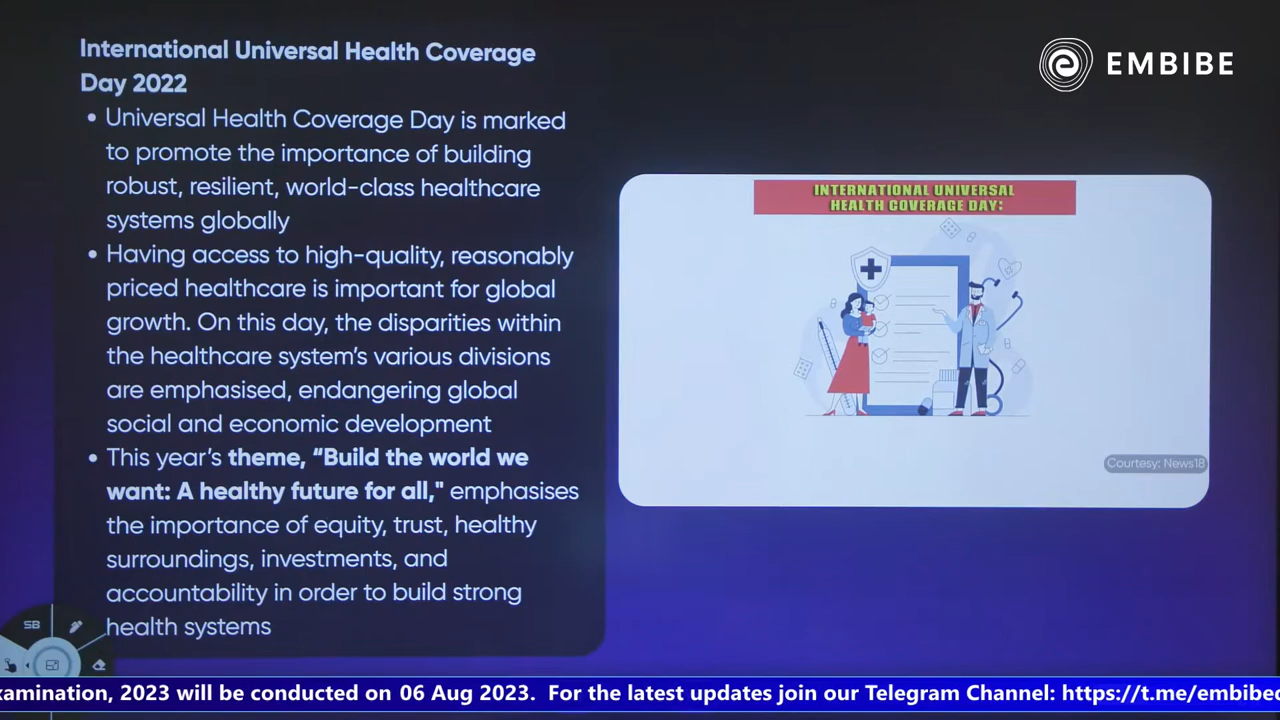 International Universal Health Coverage
Day 2022
• Universal Health Coverage Day is marked
to promote the importance of building
robust, resilient, world-class healthcare
systems globally
• Having access to high-quality, reasonably
priced healthcare is important for global
growth. On this day, the disparities within
the healthcare system's various divisions
are emphasised, endangering global
social and economic development
• This year's theme, “Build the world we
want: A healthy future for all," emphasises
the importance of equity, trust, healthy
surroundings, investments, and
accountability in order to build strong
health systems
EMBIBE
INTERNATIONAL UNIVERSAL
HEALTH COVERAGE DAY:
Courtesy: News18
SB
xamination, 2023 will be conducted on 06 Aug 2023. For the latest updates join our Telegram Channel: https://t.me/embibe